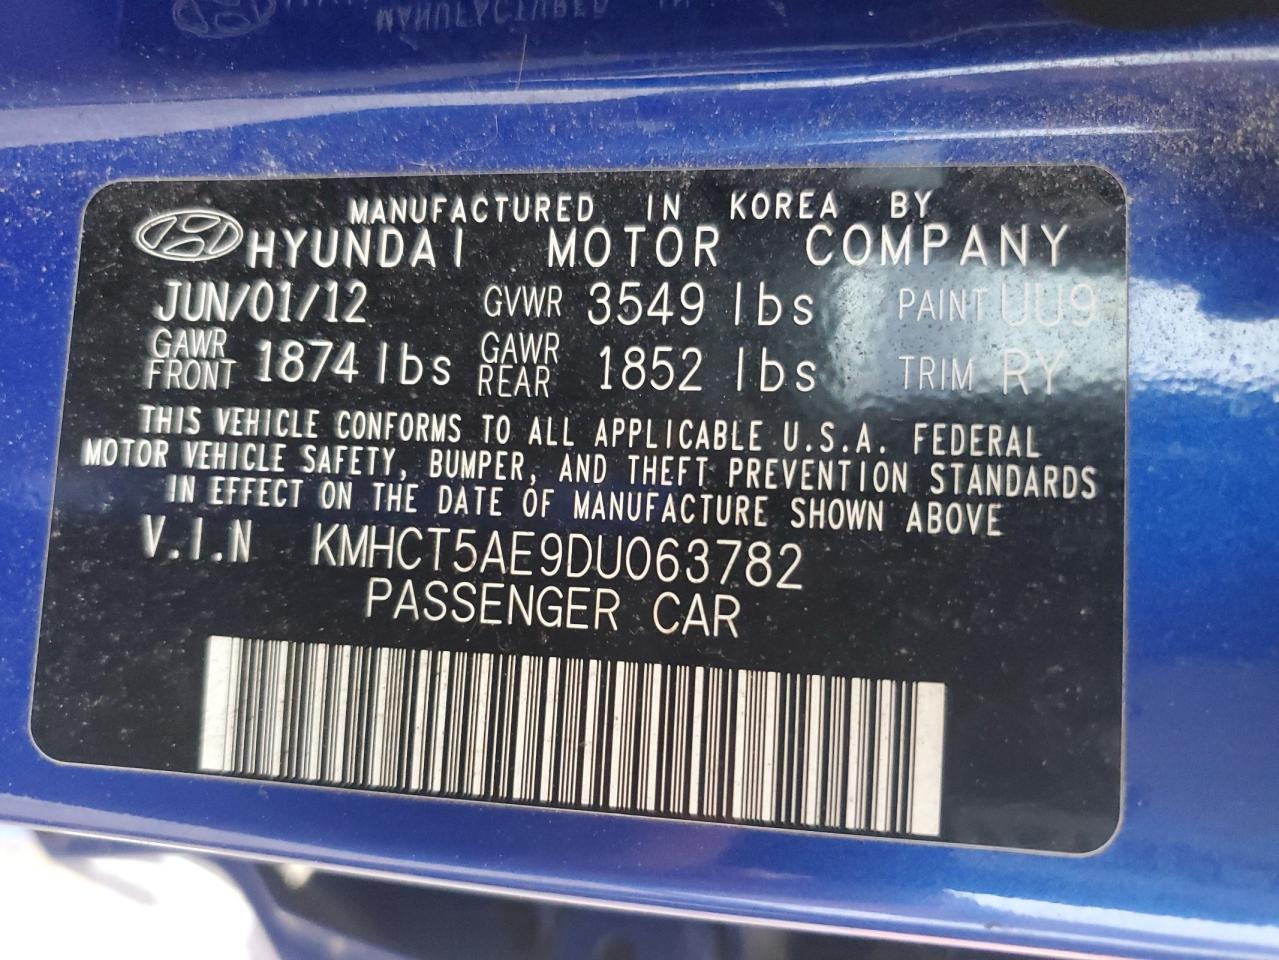 MANUFACTURED IN KOREA BY
HYUNDAI MOTOR COMPANY
JUN/01/12 GVWR 3549 lbs PAINT UU9
GAWR FRONT 1874 lbs GAWR REAR 1852 lbs TRIM RY
THIS VEHICLE CONFORMS TO ALL APPLICABLE U.S.A. FEDERAL
MOTOR VEHICLE SAFETY, BUMPER, AND THEFT PREVENTION STANDARDS
IN EFFECT ON THE DATE OF MANUFACTURE SHOWN ABOVE
V.I.N KMHCT5AE9DU063782
PASSENGER CAR